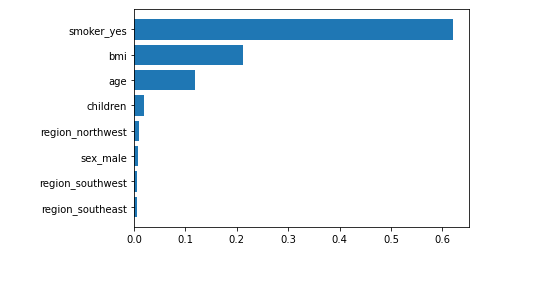 smoker_yes
bmi
age
children
region_northwest
sex_male
region_southwest
region_southeast
0.0 0.1 0.2 0.3 0.4 0.5 0.6